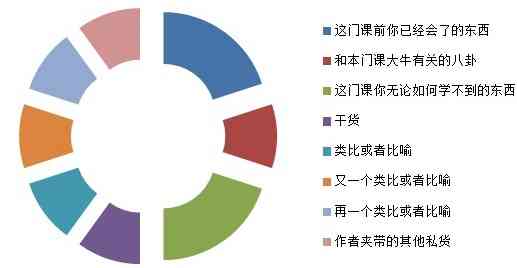 这门课前你已经会了的东西
和本门课大牛有关的八卦
这门课你无论如何学不到的东西
干货
类比或者比喻
又一个类比或者比喻
再一个类比或者比喻
作者夹带的其他私货